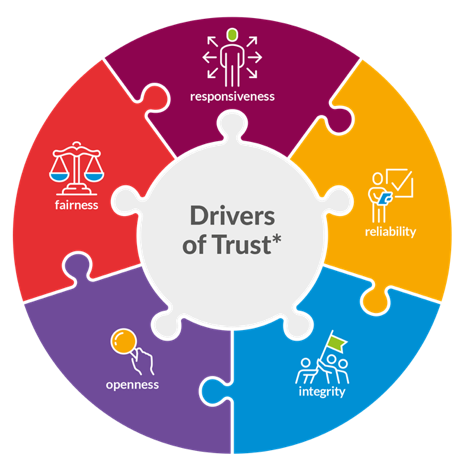 responsiveness
fairness
Drivers
of Trust*
reliability
openness
integrity